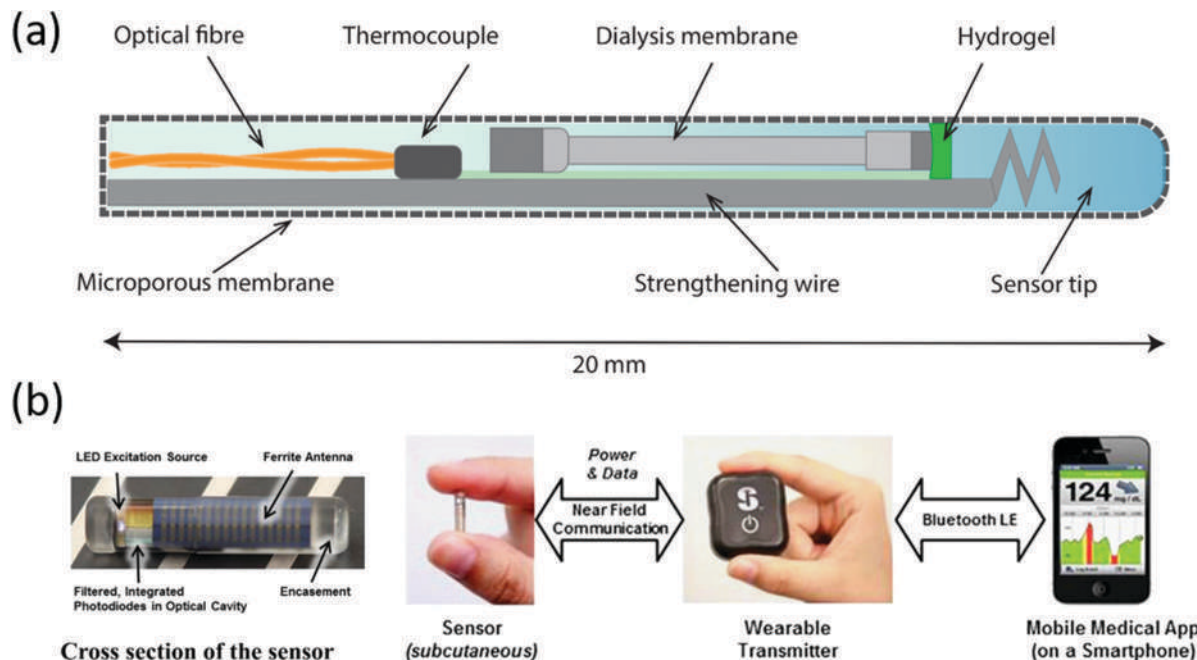 (a)
Optical fibre
Thermocouple
Dialysis membrane
Hydrogel
Microporous membrane
Strengthening wire
Sensor tip
20 mm
(b)
LED Excitation Source
Ferrite Antenna
Filtered, Integrated
Photodiodes in Optical Cavity
Encasement
Cross section of the sensor
Sensor
(subcutaneous)
Power
& Data
Near Field
Communication
Wearable
Transmitter
Bluetooth LE
124
mg / dL
Mobile Medical App
(on a Smartphone)